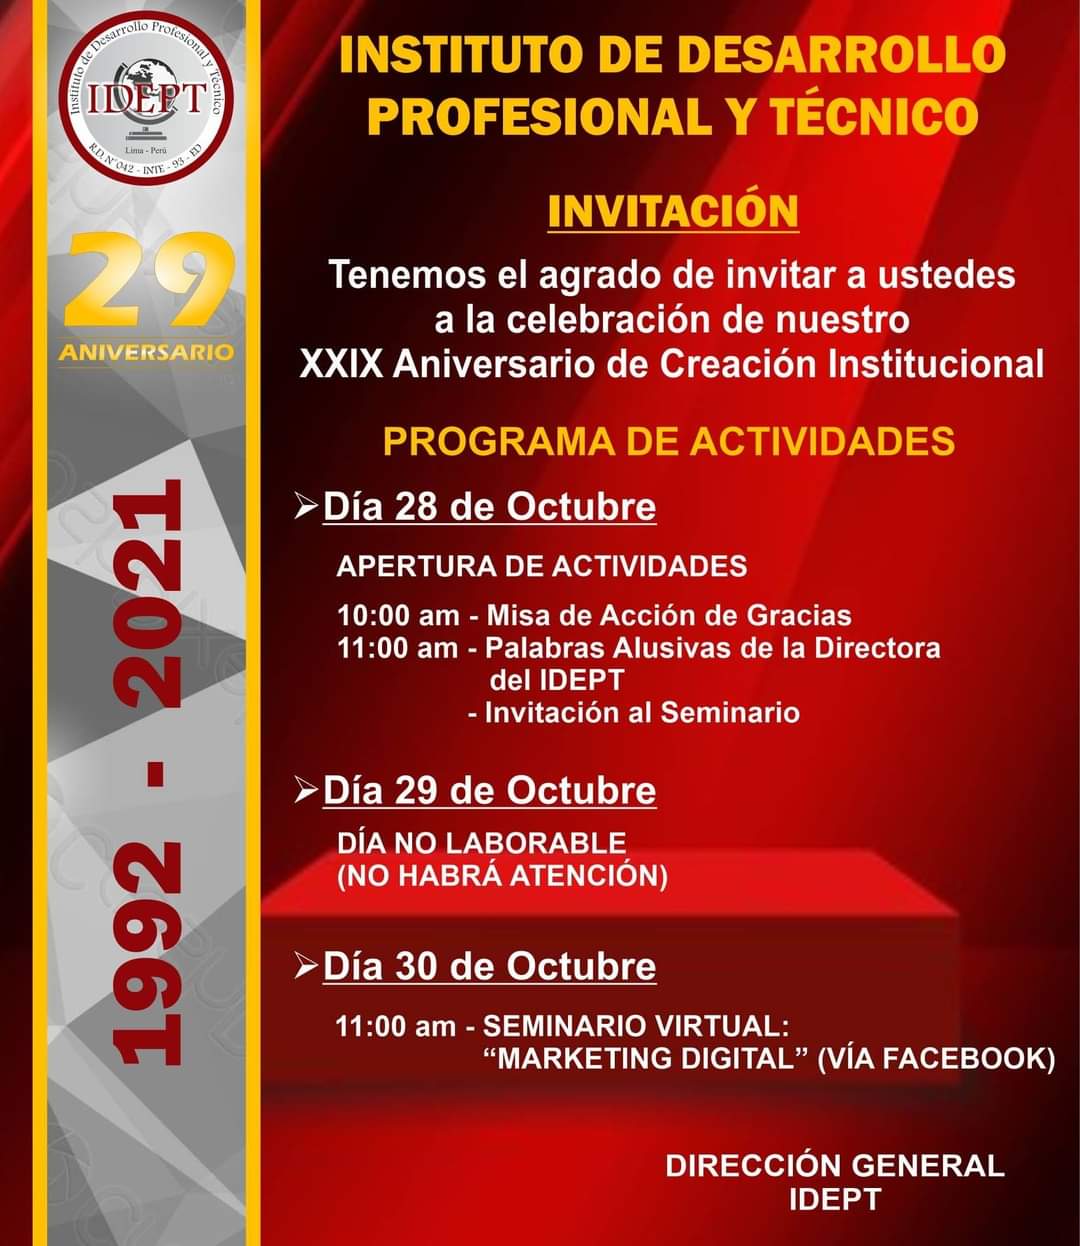 Instituto de Desarrollo Profesional y Técnico
IDEPT
Lima - Perú
R.D. N° 042 - INTE - 93 - ED
29
ANIVERSARIO
1992 - 2021
INSTITUTO DE DESARROLLO
PROFESIONAL Y TÉCNICO
INVITACIÓN
Tenemos el agrado de invitar a ustedes
a la celebración de nuestro
XXIX Aniversario de Creación Institucional
PROGRAMA DE ACTIVIDADES
Día 28 de Octubre
APERTURA DE ACTIVIDADES
10:00 am - Misa de Acción de Gracias
11:00 am - Palabras Alusivas de la Directora
del IDEPT
- Invitación al Seminario
Día 29 de Octubre
DÍA NO LABORABLE
(NO HABRÁ ATENCIÓN)
Día 30 de Octubre
11:00 am - SEMINARIO VIRTUAL:
“MARKETING DIGITAL” (VÍA FACEBOOK)
DIRECCIÓN GENERAL
IDEPT